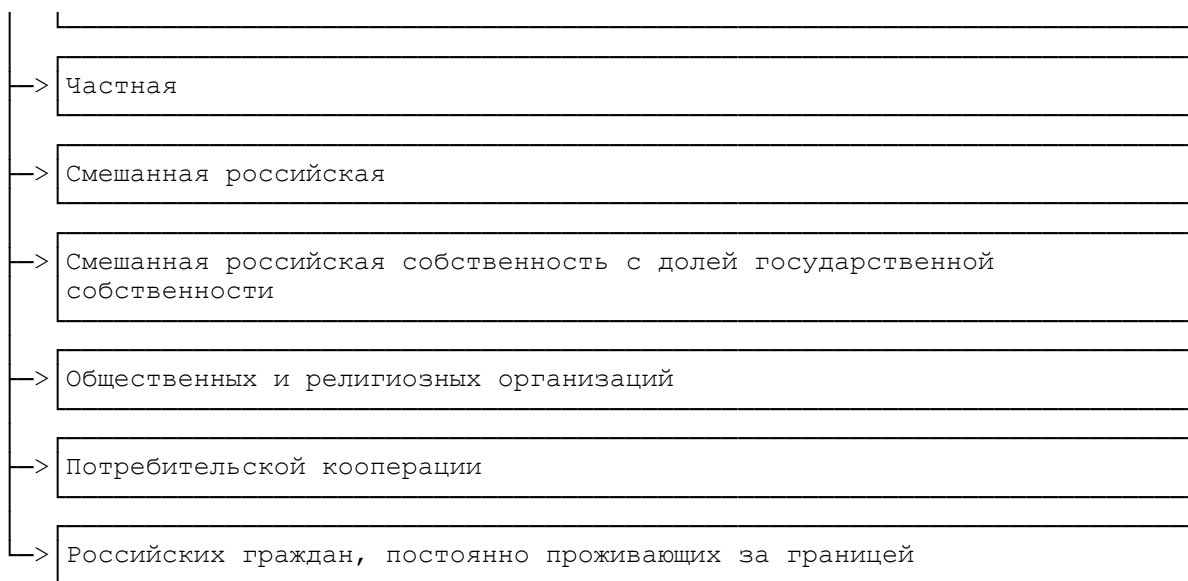 Частная
Смешанная российская
Смешанная российская собственность с долей государственной
собственности
Общественных и религиозных организаций
Потребительской кооперации
Российских граждан, постоянно проживающих за границей